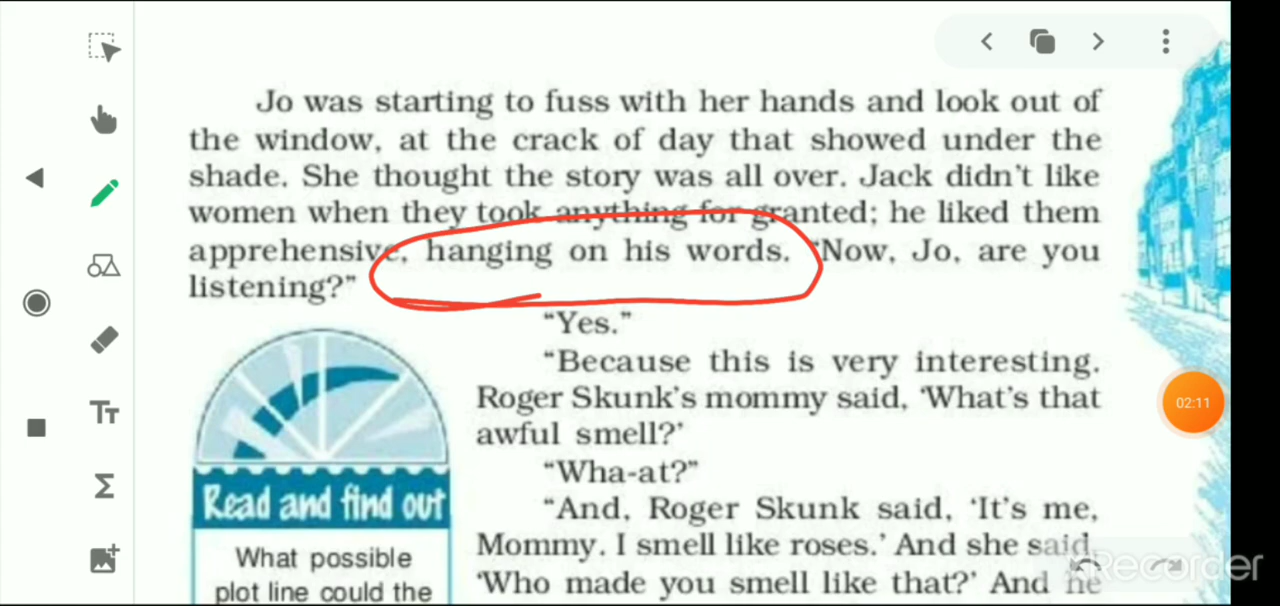 Jo was starting to fuss with her hands and look out of
the window, at the crack of day that showed under the
shade. She thought the story was all over. Jack didn't like
women when they took anything for granted; he liked them
apprehensive, hanging on his words. "Now, Jo, are you
listening?"
"Yes."
"Because this is very interesting.
Roger Skunk's mommy said, 'What's that
awful smell?'
"Wha-at?"
"And, Roger Skunk said, 'It's me,
Mommy. I smell like roses.' And she said,
'Who made you smell like that?' And he
Read and find out
What possible
plot line could the
TT
Σ
02:11
Recorder